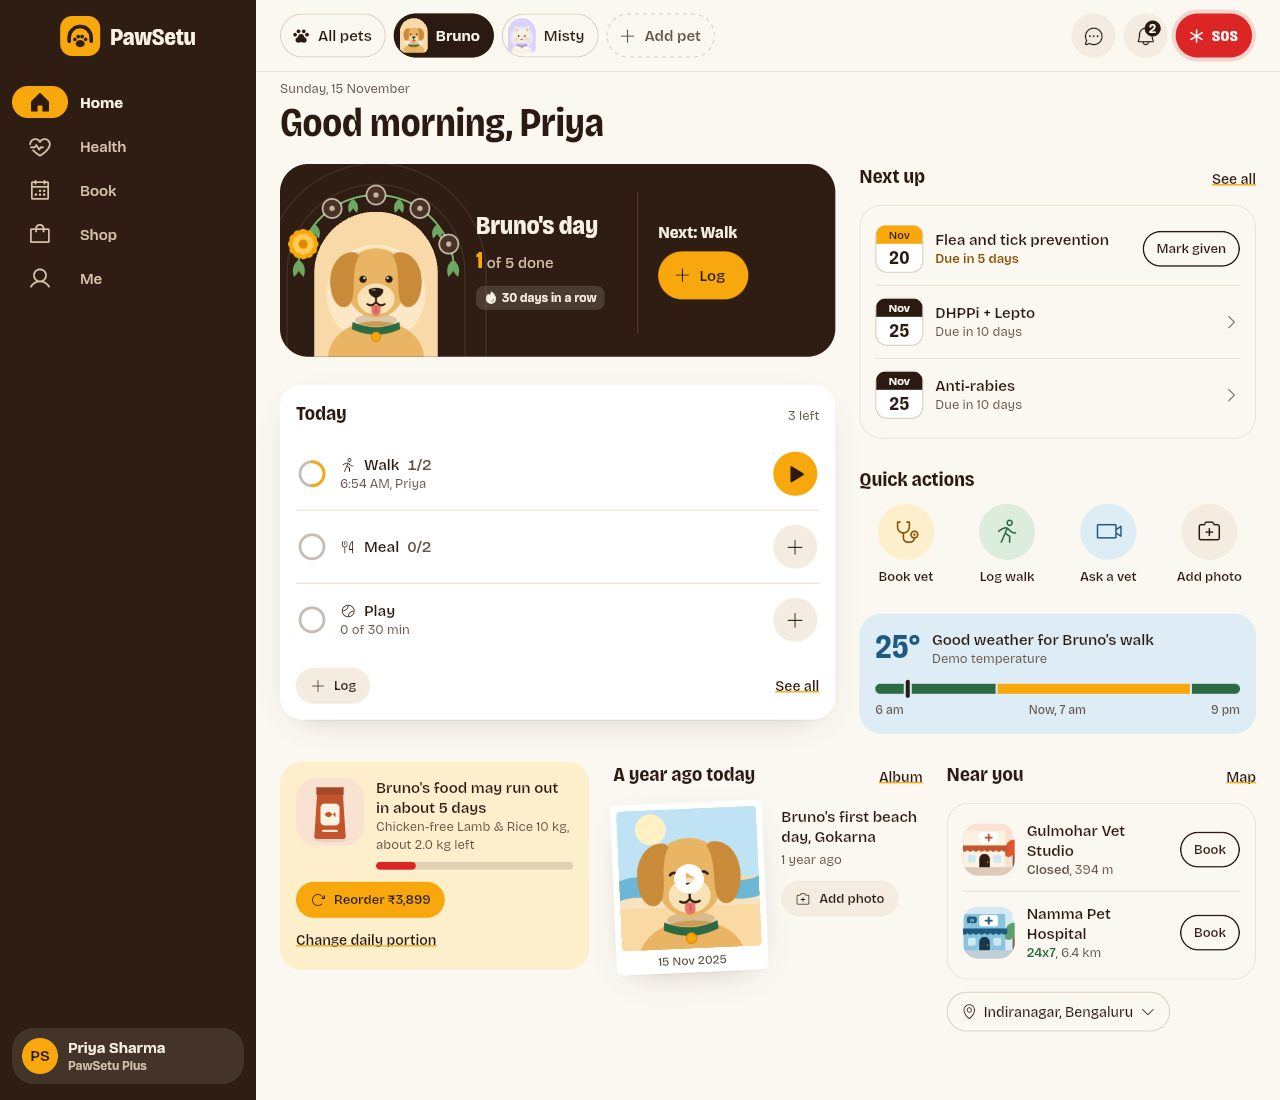 PawSetu
Home
Health
Book
Shop
Me
Priya Sharma
PawSetu Plus
PS
All pets
Bruno
Misty
Add pet
2
SOS
Sunday, 15 November
Good morning, Priya
Bruno's day
1 of 5 done
30 days in a row
Next: Walk
Log
Today
3 left
Walk 1/2
6:54 AM, Priya
Meal 0/2
Play
0 of 30 min
Log
See all
Next up
See all
Nov
20
Flea and tick prevention
Due in 5 days
Mark given
Nov
25
DHPPi + Lepto
Due in 10 days
Nov
25
Anti-rabies
Due in 10 days
Quick actions
Book vet
Log walk
Ask a vet
Add photo
25°
Good weather for Bruno's walk
Demo temperature
6 am
Now, 7 am
9 pm
Bruno's food may run out
in about 5 days
Chicken-free Lamb & Rice 10 kg,
about 2.0 kg left
Reorder ₹3,899
Change daily portion
A year ago today
Album
15 Nov 2025
Bruno's first beach
day, Gokarna
1 year ago
Add photo
Near you
Map
Gulmohar Vet
Studio
Closed, 394 m
Book
Namma Pet
Hospital
24x7, 6.4 km
Book
Indiranagar, Bengaluru